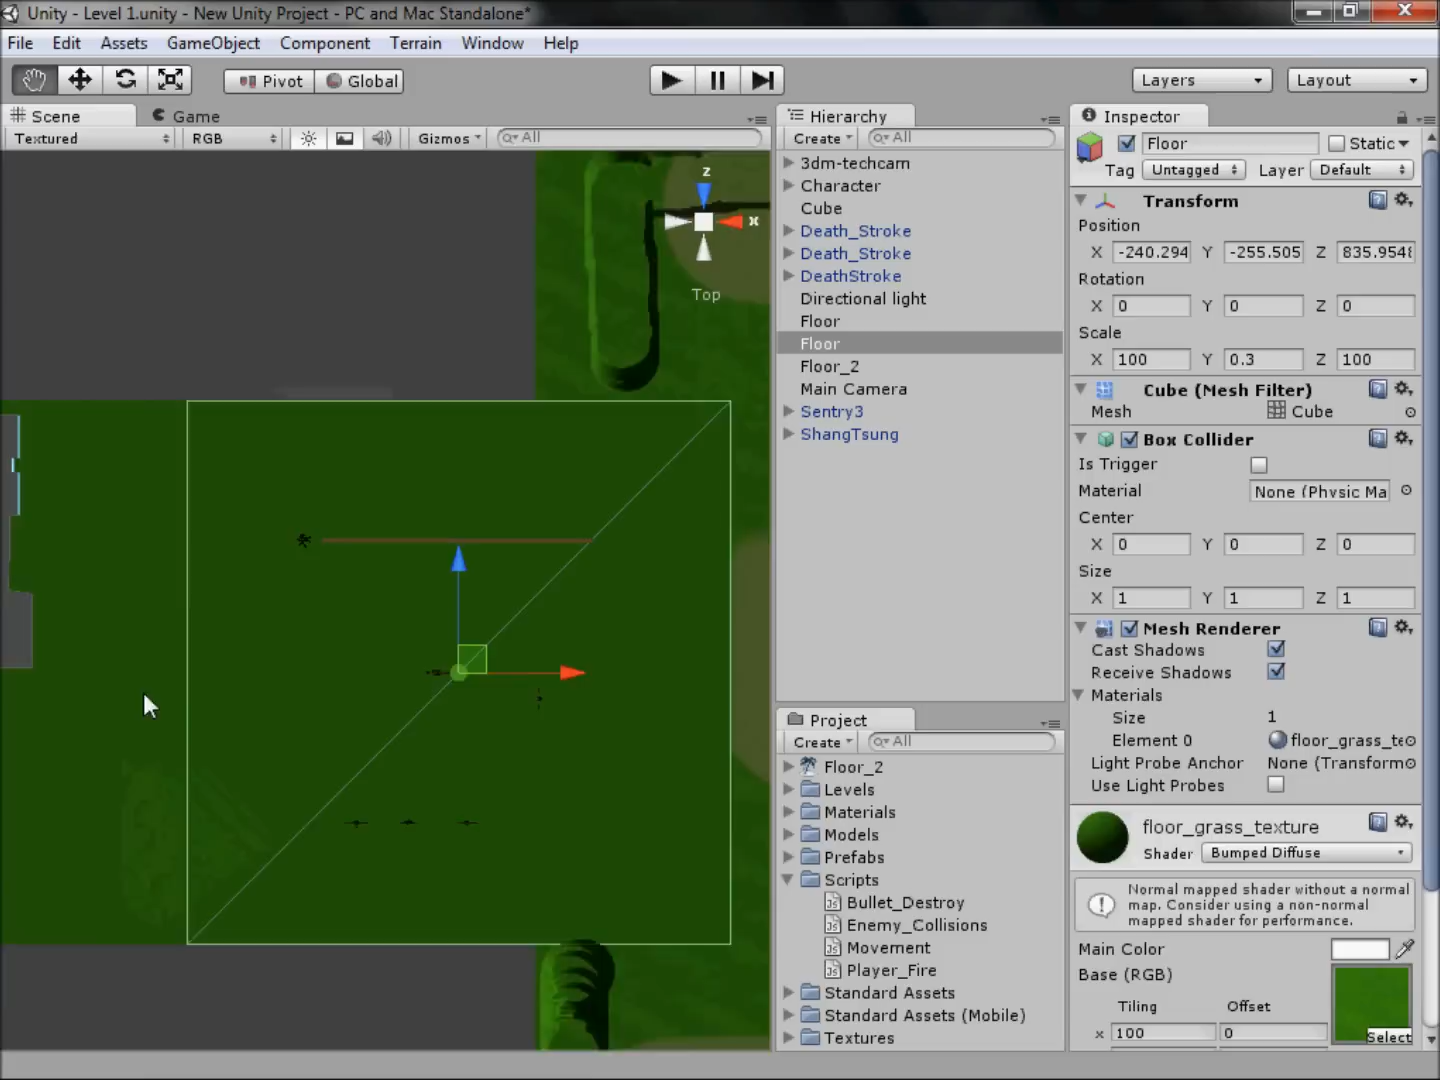 Unity - Level 1.unity - New Unity Project - PC and Mac Standalone*
File Edit Assets GameObject Component Terrain Window Help
Pivot Global Layers Layout
Scene Game
Textured RGB Gizmos All
z
x
Top
Hierarchy
Create All
3dm-techcam
Character
Cube
Death_Stroke
Death_Stroke
DeathStroke
Directional light
Floor
Floor
Floor_2
Main Camera
Sentry3
ShangTsung
Project
Create All
Floor_2
Levels
Materials
Models
Prefabs
Scripts
Bullet_Destroy
Enemy_Collisions
Movement
Player_Fire
Standard Assets
Standard Assets (Mobile)
Textures
Inspector
Floor Static
Tag Untagged Layer Default
Transform
Position
X -240.294 Y -255.505 Z 835.9548
Rotation
X 0 Y 0 Z 0
Scale
X 100 Y 0.3 Z 100
Cube (Mesh Filter)
Mesh Cube
Box Collider
Is Trigger
Material None (Physic Ma
Center
X 0 Y 0 Z 0
Size
X 1 Y 1 Z 1
Mesh Renderer
Cast Shadows
Receive Shadows
Materials
Size 1
Element 0 floor_grass_te
Light Probe Anchor None (Transform
Use Light Probes
floor_grass_texture
Shader Bumped Diffuse
Normal mapped shader without a normal
map. Consider using a non-normal
mapped shader for performance.
Main Color
Base (RGB)
Tiling Offset
x 100 0
Select